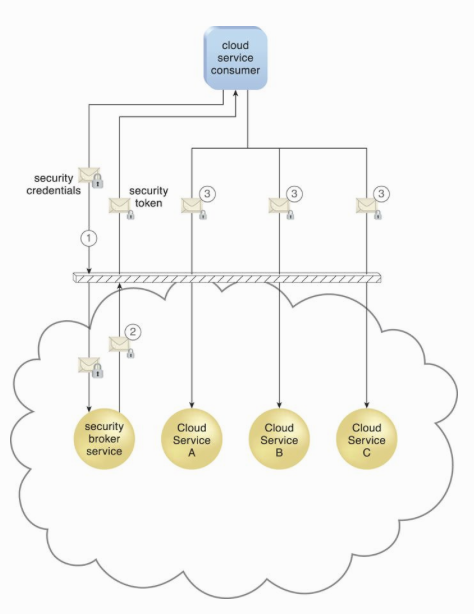 cloud
service
consumer
security
credentials
security
token
3
3
3
1
2
security
broker
service
Cloud
Service
A
Cloud
Service
B
Cloud
Service
C